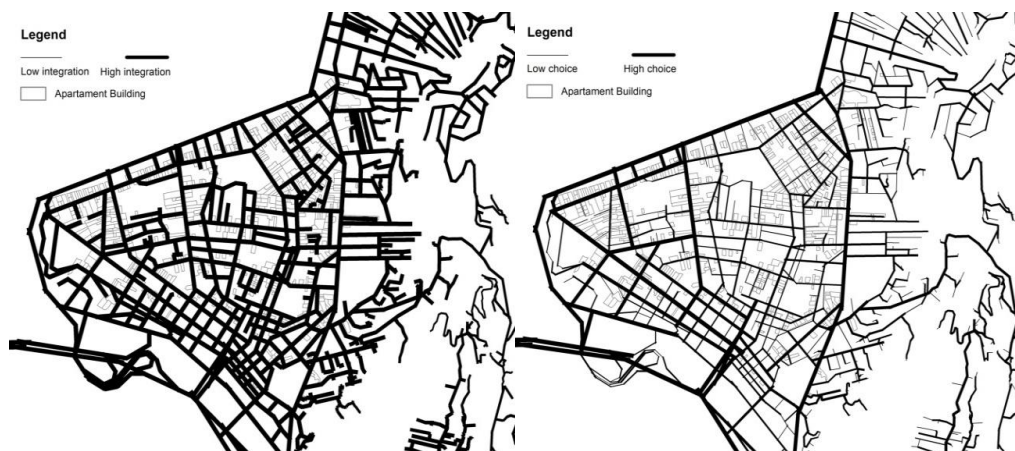 Legend
Low integration High integration
Apartament Building
Legend
Low choice High choice
Apartament Building